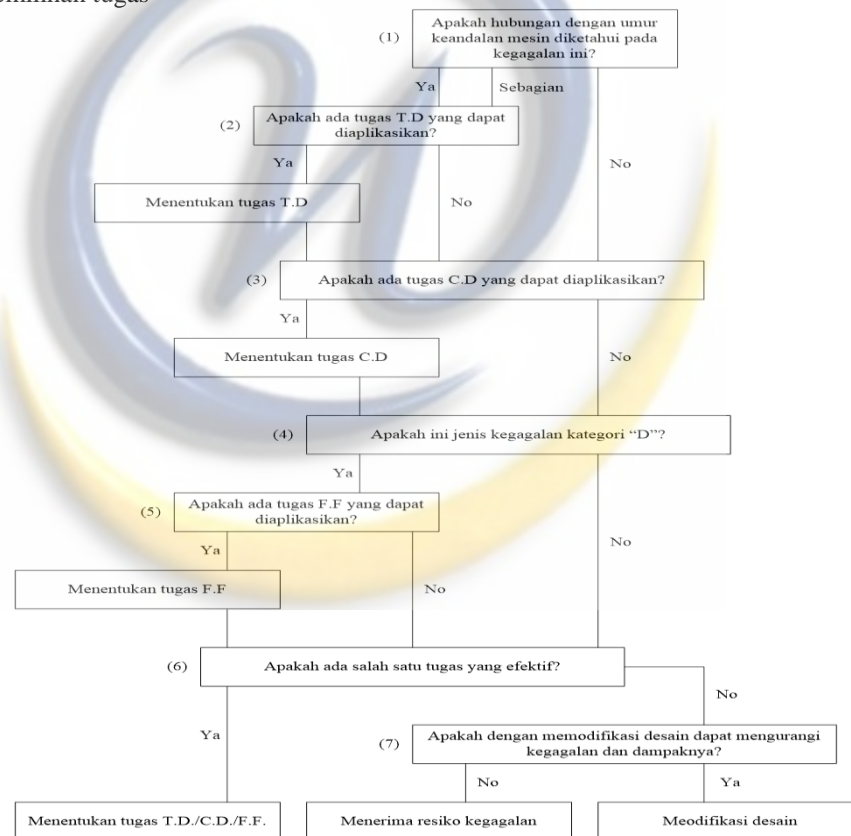 (1)
Apakah hubungan dengan umur
keandalan mesin diketahui pada
kegagalan ini?
Ya
Sebagian
No
(2)
Apakah ada tugas T.D yang dapat
diaplikasikan?
Ya
No
Menentukan tugas T.D
(3)
Apakah ada tugas C.D yang dapat diaplikasikan?
Ya
No
Menentukan tugas C.D
(4)
Apakah ini jenis kegagalan kategori “D”?
Ya
No
(5)
Apakah ada tugas F.F yang dapat
diaplikasikan?
Ya
No
Menentukan tugas F.F
(6)
Apakah ada salah satu tugas yang efektif?
Ya
No
(7)
Apakah dengan memodifikasi desain dapat mengurangi
kegagalan dan dampaknya?
No
Ya
Menentukan tugas T.D./C.D./F.F.
Menerima resiko kegagalan
Meodifikasi desain